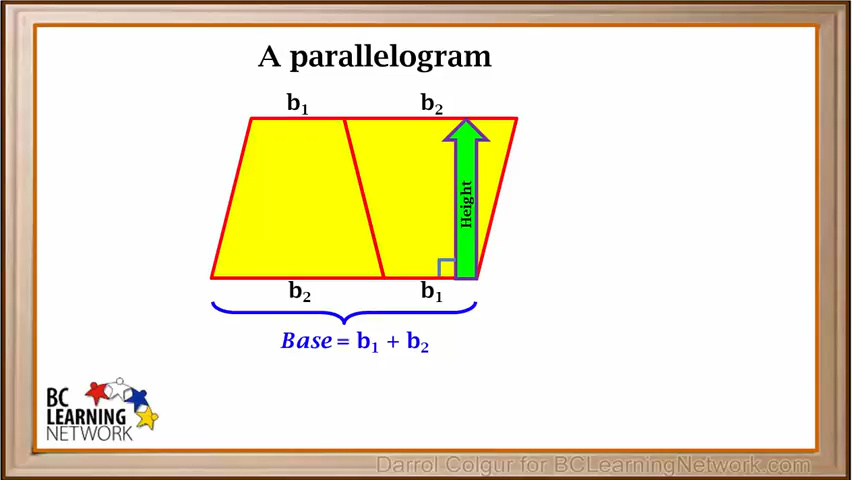 A parallelogram
b₁ b₂
Height
b₂ b₁
Base = b₁ + b₂
BC
LEARNING
NETWORK
Darrol Colgur for BCLearningNetwork.com